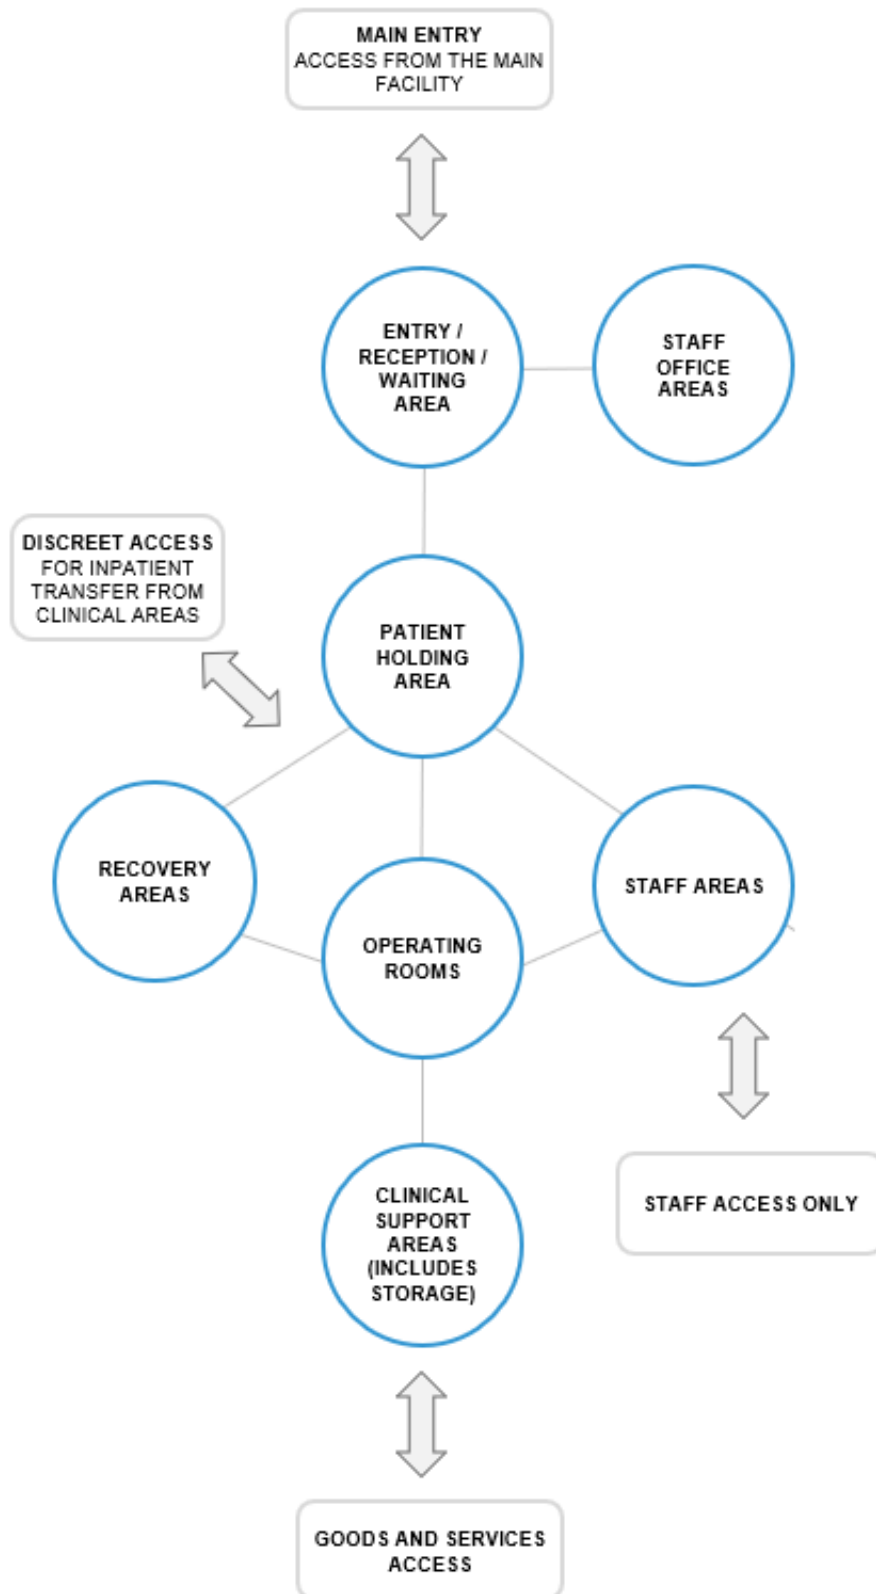 MAIN ENTRY
ACCESS FROM THE MAIN
FACILITY
ENTRY /
RECEPTION /
WAITING
AREA
STAFF
OFFICE
AREAS
DISCREET ACCESS
FOR INPATIENT
TRANSFER FROM
CLINICAL AREAS
PATIENT
HOLDING
AREA
RECOVERY
AREAS
STAFF AREAS
OPERATING
ROOMS
CLINICAL
SUPPORT
AREAS
(INCLUDES
STORAGE)
STAFF ACCESS ONLY
GOODS AND SERVICES
ACCESS